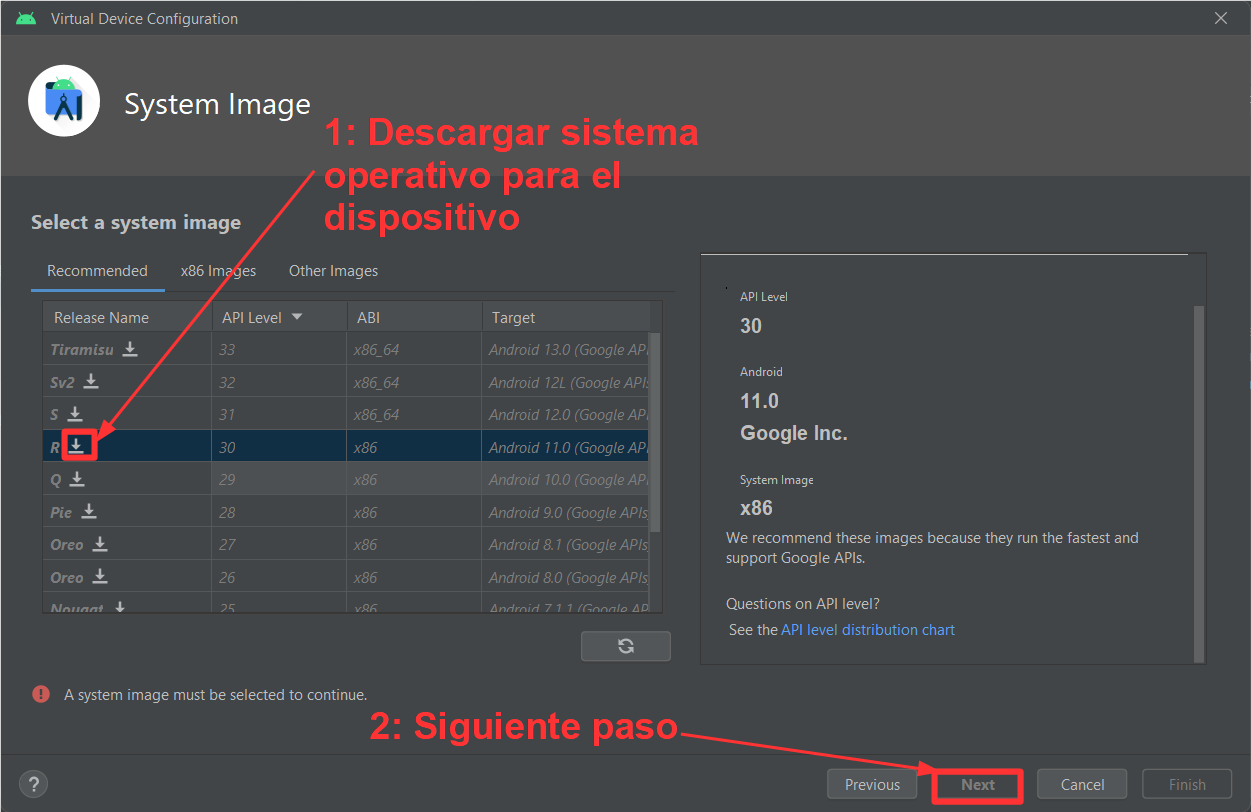 Virtual Device Configuration
System Image
1: Descargar sistema
operativo para el
dispositivo
Select a system image
Recommended x86 Images Other Images
Release Name API Level ABI Target
Tiramisu 33 x86_64 Android 13.0 (Google API
Sv2 32 x86_64 Android 12L (Google APIs
S 31 x86_64 Android 12.0 (Google API
R 30 x86 Android 11.0 (Google API
Q 29 x86 Android 10.0 (Google API
Pie 28 x86 Android 9.0 (Google APIs)
Oreo 27 x86 Android 8.1 (Google APIs)
Oreo 26 x86 Android 8.0 (Google APIs)
Nougat 25 x86 Android 7.1.1 (Google AP
API Level
30
Android
11.0
Google Inc.
System Image
x86
We recommend these images because they run the fastest and
support Google APIs.
Questions on API level?
See the API level distribution chart
! A system image must be selected to continue.
2: Siguiente paso
? Previous Next Cancel Finish